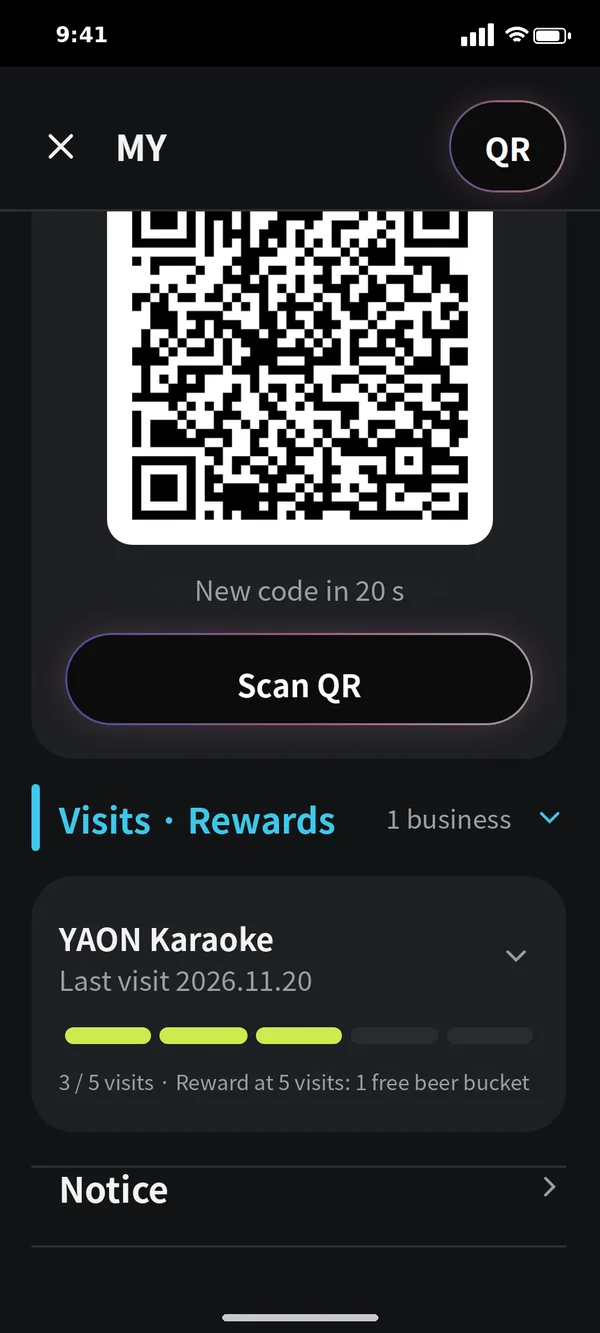 9:41
MY
QR
New code in 20 s
Scan QR
Visits · Rewards
1 business
YAON Karaoke
Last visit 2026.11.20
3 / 5 visits · Reward at 5 visits: 1 free beer bucket
Notice